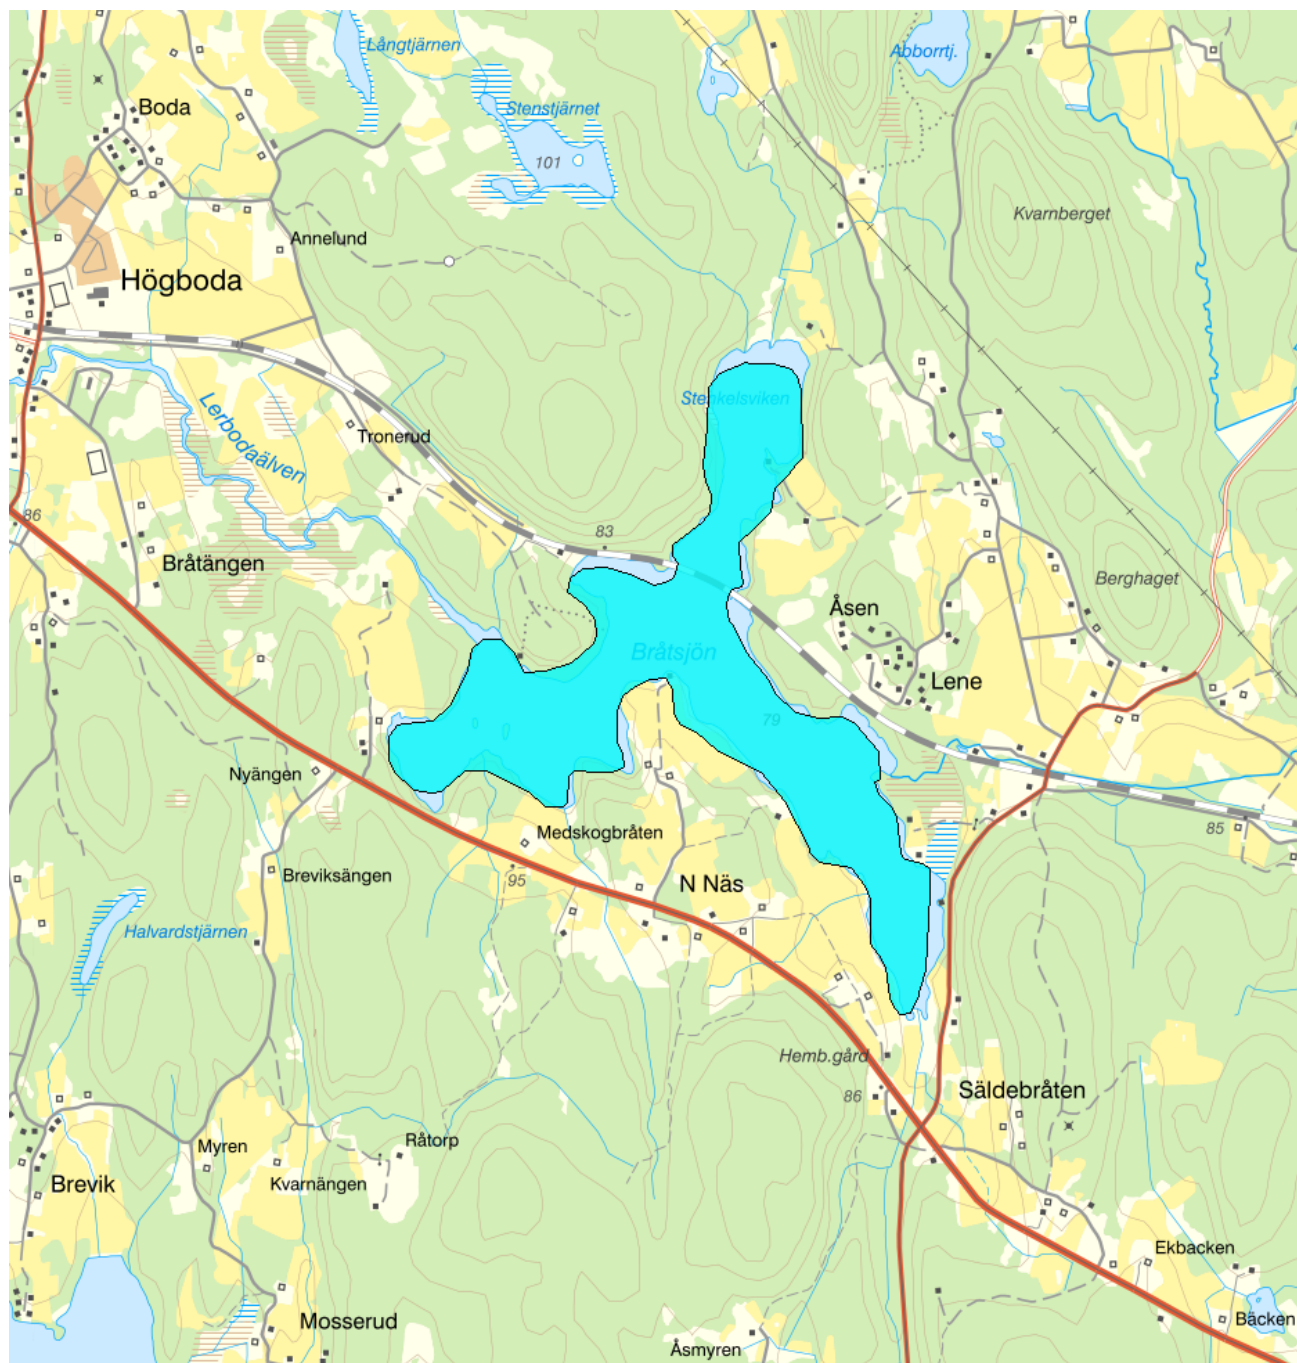 Långtjärnen
Abborrtj.
Boda
Stenstjärnet
101
Kvarnberget
Annelund
Högboda
Stenkelsviken
Lerbodaälven
Tronerud
86
83
Bråtängen
Berghaget
Åsen
Bråtsjön
Lene
79
Nyängen
Medskogbråten
85
Breviksängen
95
N Näs
Halvardstjärnen
Hemb.gård
86
Säldebråten
Myren
Råtorp
Brevik
Kvarnängen
Ekbacken
Mosserud
Bäcken
Åsmyren